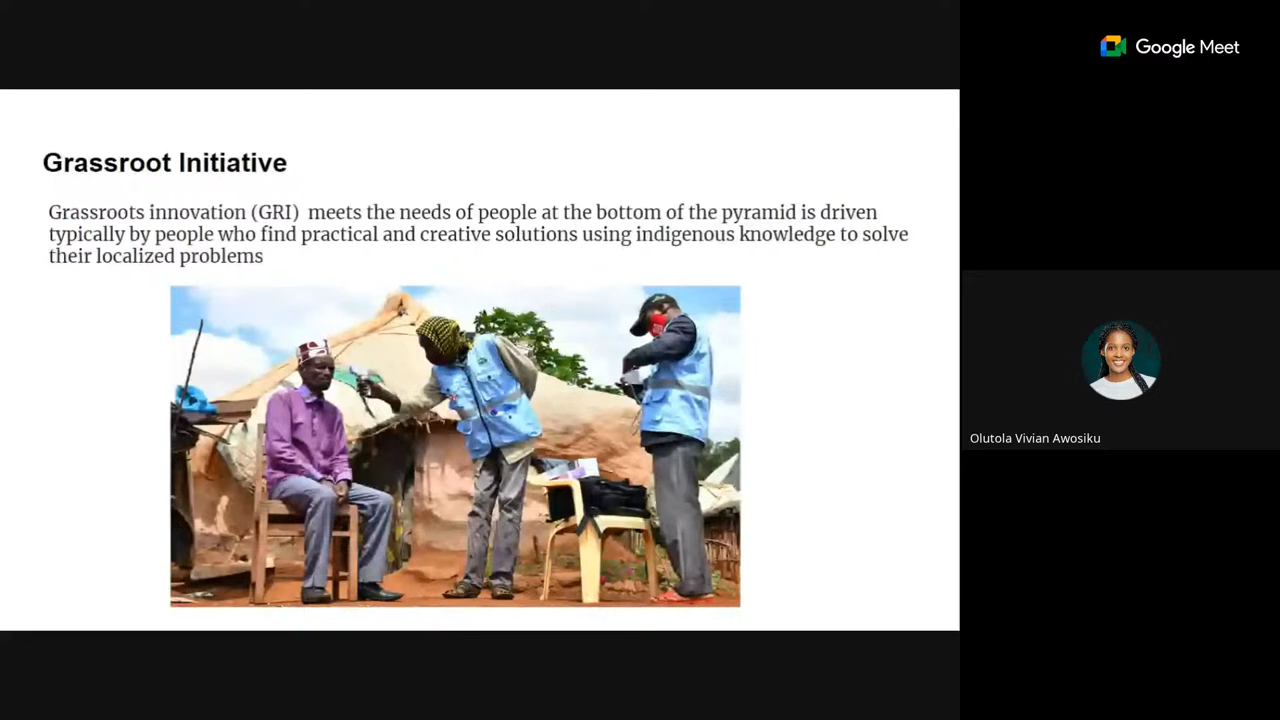 Google Meet
Grassroot Initiative
Grassroots innovation (GRI)  meets the needs of people at the bottom of the pyramid is driven
typically by people who find practical and creative solutions using indigenous knowledge to solve
their localized problems
Olutola Vivian Awosiku